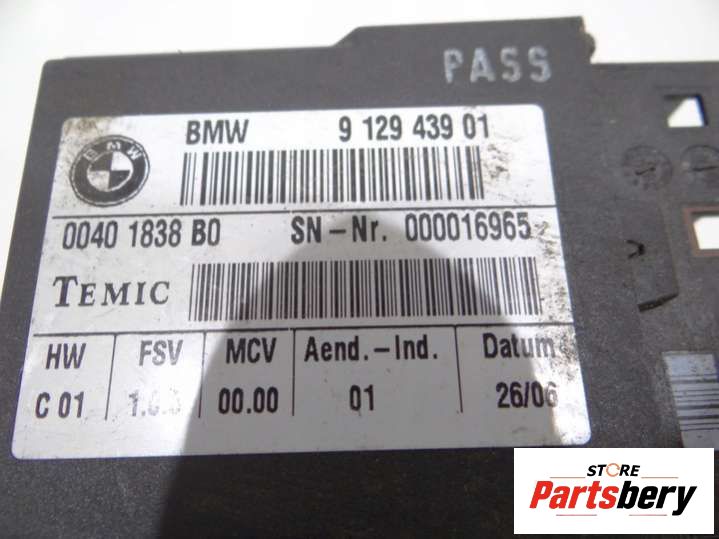 PASS
BMW 9 129 439 01
BMW
0040 1838 B0 SN-Nr. 000016965
TEMIC
HW FSV MCV Aend.-Ind. Datum
C 01 00.00 01 26/06
STORE
Partsbery